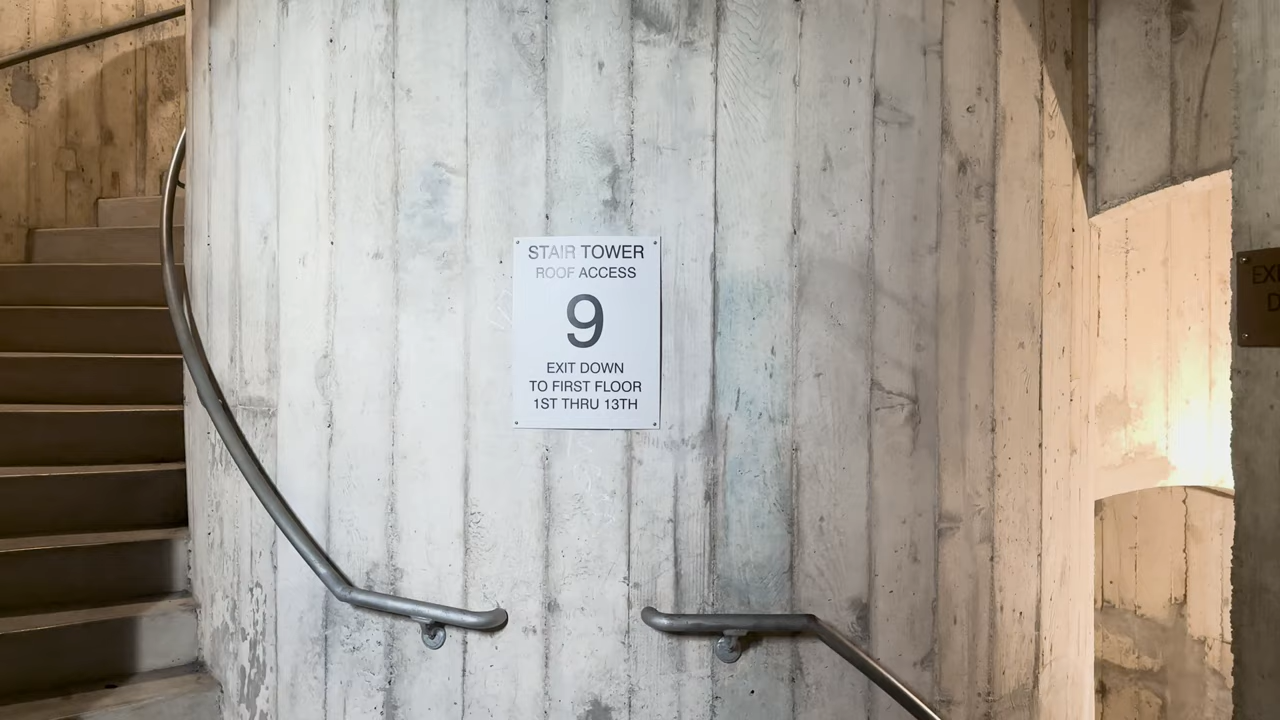 STAIR TOWER
ROOF ACCESS
9
EXIT DOWN
TO FIRST FLOOR
1ST THRU 13TH